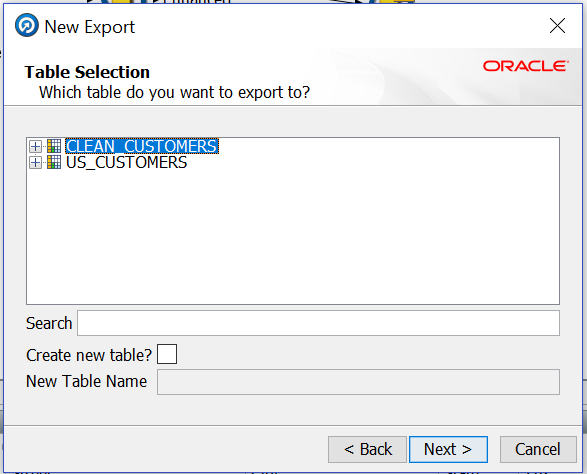 Enhanced
New Export
Table Selection
Which table do you want to export to?
ORACLE
CLEAN_CUSTOMERS
US_CUSTOMERS
Search
Create new table?
New Table Name
< Back
Next >
Cancel